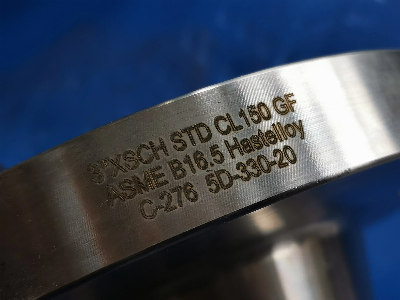 XSCH STD CL150 GF
ASME B16.5 Hastelloy
C-276 5D-330-20